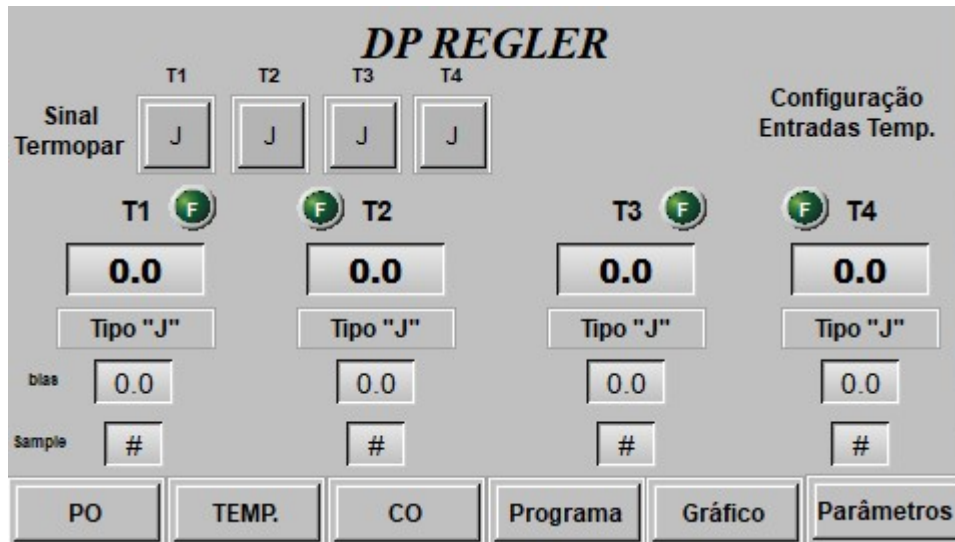 DP REGLER
T1 T2 T3 T4
Sinal
Termopar
J J J J
Configuração
Entradas Temp.
T1 F F T2 T3 F F T4
0.0 0.0 0.0 0.0
Tipo "J" Tipo "J" Tipo "J" Tipo "J"
bias 0.0 0.0 0.0 0.0
Sample # # # #
PO TEMP. CO Programa Gráfico Parâmetros